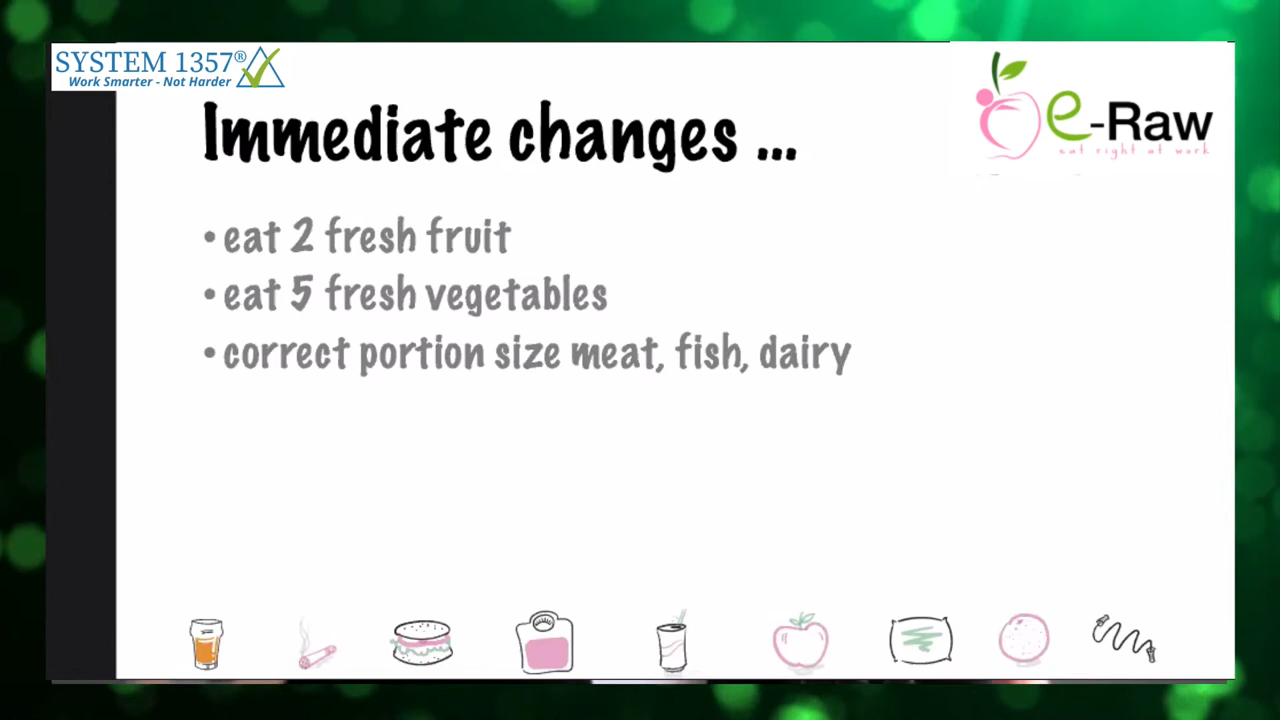 SYSTEM 1357®
Work Smarter - Not Harder
e-Raw
eat right at work
Immediate changes ...
• eat 2 fresh fruit
• eat 5 fresh vegetables
• correct portion size meat, fish, dairy